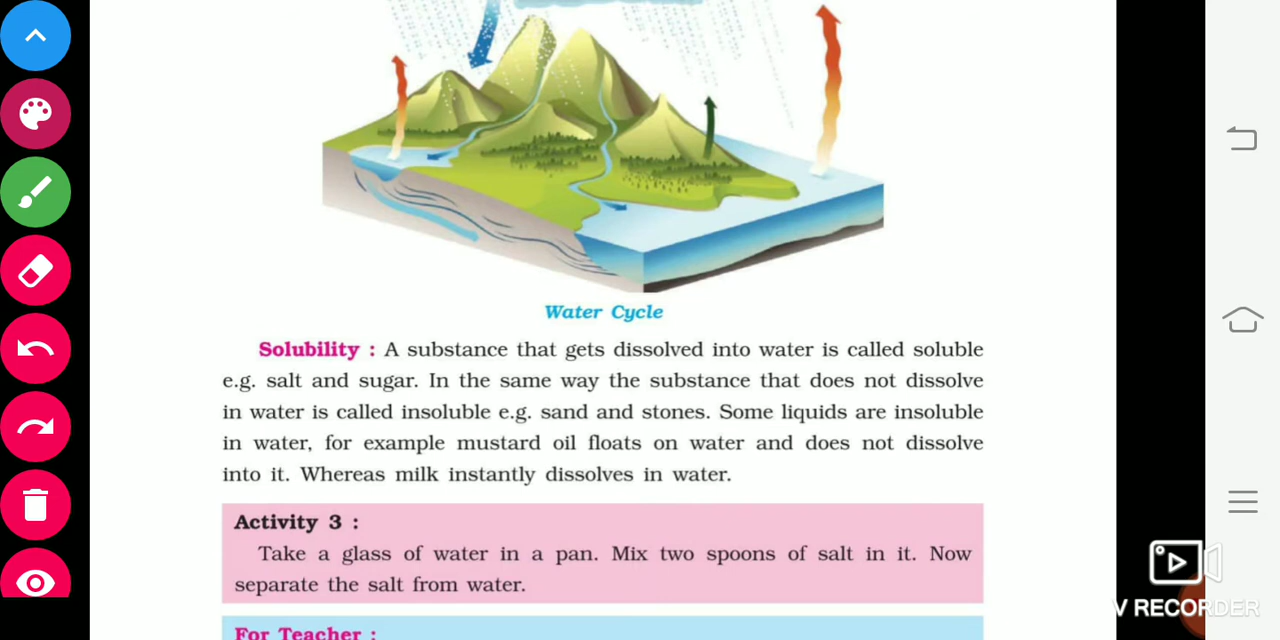 Water Cycle
Solubility : A substance that gets dissolved into water is called soluble
e.g. salt and sugar. In the same way the substance that does not dissolve
in water is called insoluble e.g. sand and stones. Some liquids are insoluble
in water, for example mustard oil floats on water and does not dissolve
into it. Whereas milk instantly dissolves in water.
Activity 3 :
Take a glass of water in a pan. Mix two spoons of salt in it. Now
separate the salt from water.
For Teacher :
V RECORDER